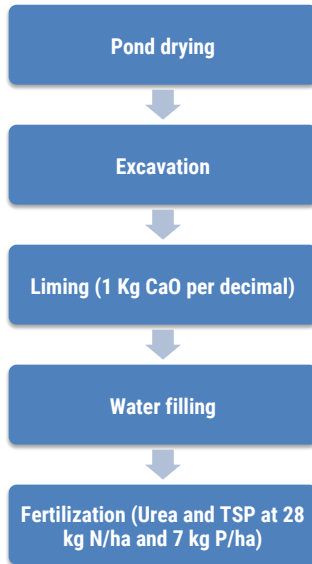 Pond drying
Excavation
Liming (1 Kg CaO per decimal)
Water filling
Fertilization (Urea and TSP at 28
kg N/ha and 7 kg P/ha)